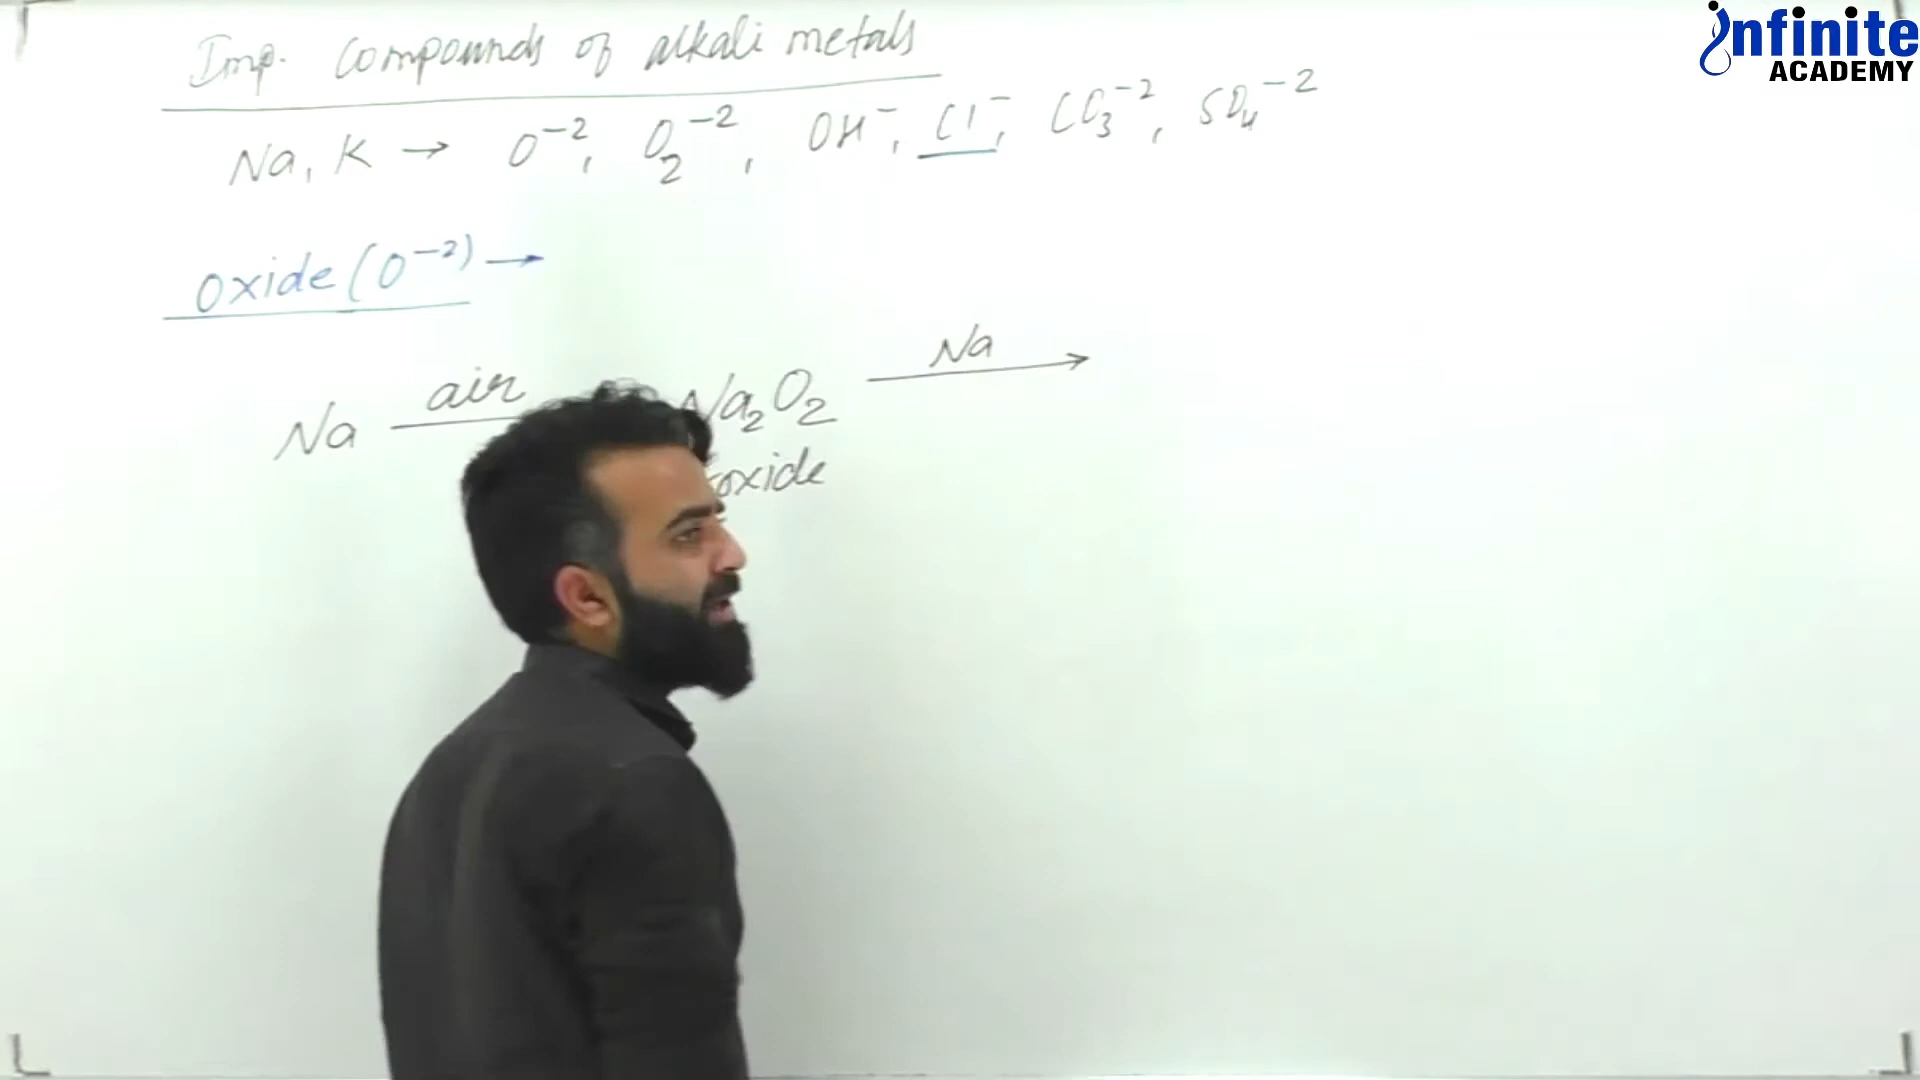 infinite
ACADEMY
Imp. Compounds of alkali metals
Na, K → O⁻², O₂⁻², OH⁻, Cl⁻, CO₃⁻², SO₄⁻²
Oxide (O⁻²) →
Na air Na₂O₂ Na →
oxide